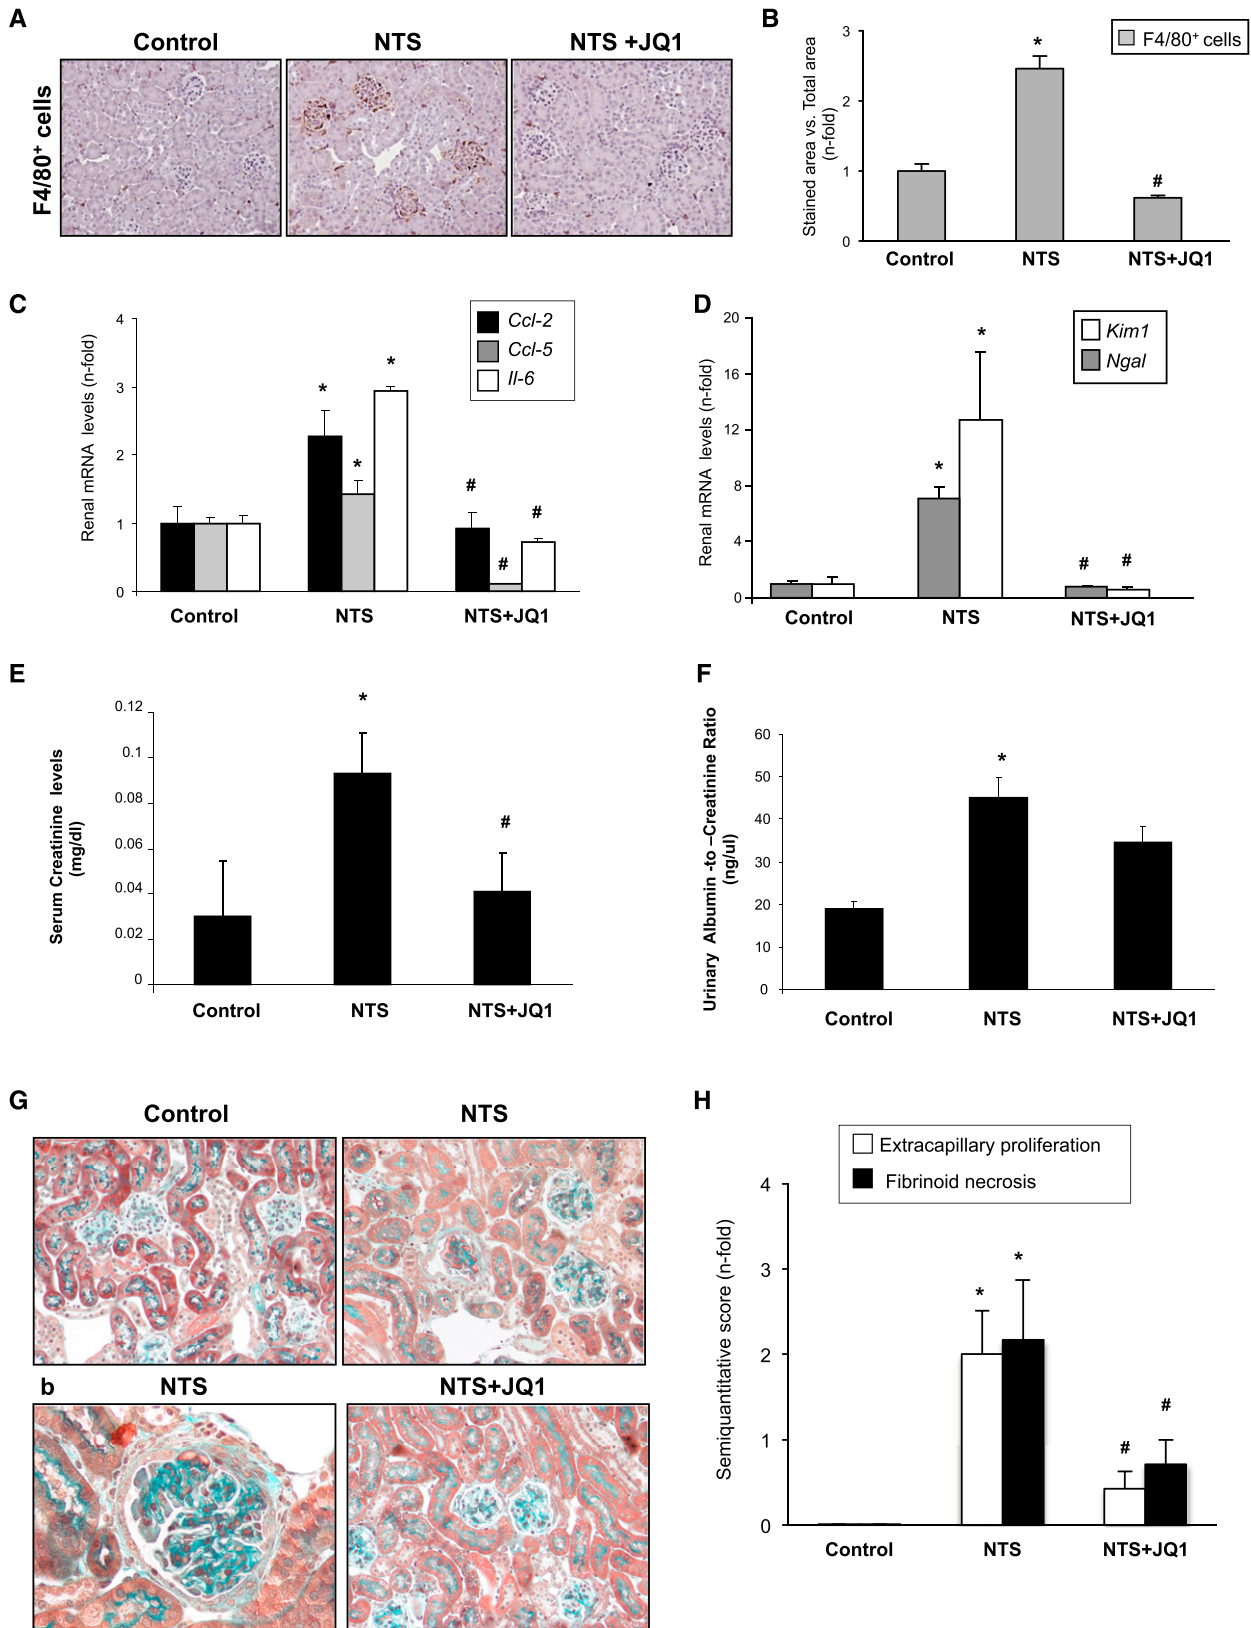 A
Control
NTS
NTS +JQ1
F4/80+ cells
B
Stained area vs. Total area
(n-fold)
3
2
1
0
*
#
F4/80+ cells
Control
NTS
NTS+JQ1
C
Renal mRNA levels (n-fold)
4
3
2
1
0
Ccl-2
Ccl-5
Il-6
*
*
*
#
#
#
Control
NTS
NTS+JQ1
D
Renal mRNA levels (n-fold)
20
16
12
8
4
0
Kim1
Ngal
*
*
#
#
Control
NTS
NTS+JQ1
E
Serum Creatinine levels
(mg/dl)
0.12
0.1
0.08
0.06
0.04
0.02
0
*
#
Control
NTS
NTS+JQ1
F
Urinary Albumin -to –Creatinine Ratio
(ng/ul)
60
50
40
30
20
10
0
*
Control
NTS
NTS+JQ1
G
Control
NTS
b
NTS
NTS+JQ1
H
Extracapillary proliferation
Fibrinoid necrosis
Semiquantitative score (n-fold)
4
3
2
1
0
*
*
#
#
Control
NTS
NTS+JQ1